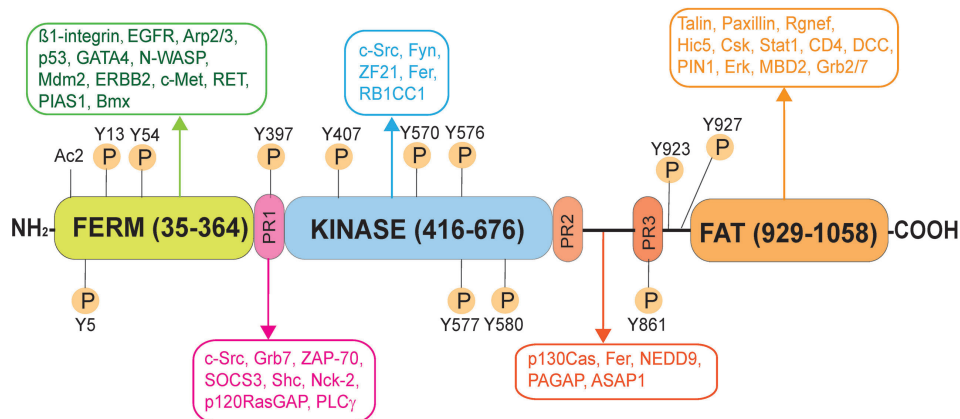 ß1-integrin, EGFR, Arp2/3,
p53, GATA4, N-WASP,
Mdm2, ERBB2, c-Met, RET,
PIAS1, Bmx
c-Src, Fyn,
ZF21, Fer,
RB1CC1
Talin, Paxillin, Rgnef,
Hic5, Csk, Stat1, CD4, DCC,
PIN1, Erk, MBD2, Grb2/7
Ac2
Y13
P
Y54
P
Y397
P
Y407
P
Y570
P
Y576
P
Y923
P
Y927
P
NH2-
FERM (35-364)
PR1
KINASE (416-676)
PR2
PR3
FAT (929-1058)
-COOH
P
Y5
P
Y577
P
Y580
P
Y861
c-Src, Grb7, ZAP-70,
SOCS3, Shc, Nck-2,
p120RasGAP, PLCγ
p130Cas, Fer, NEDD9,
PAGAP, ASAP1